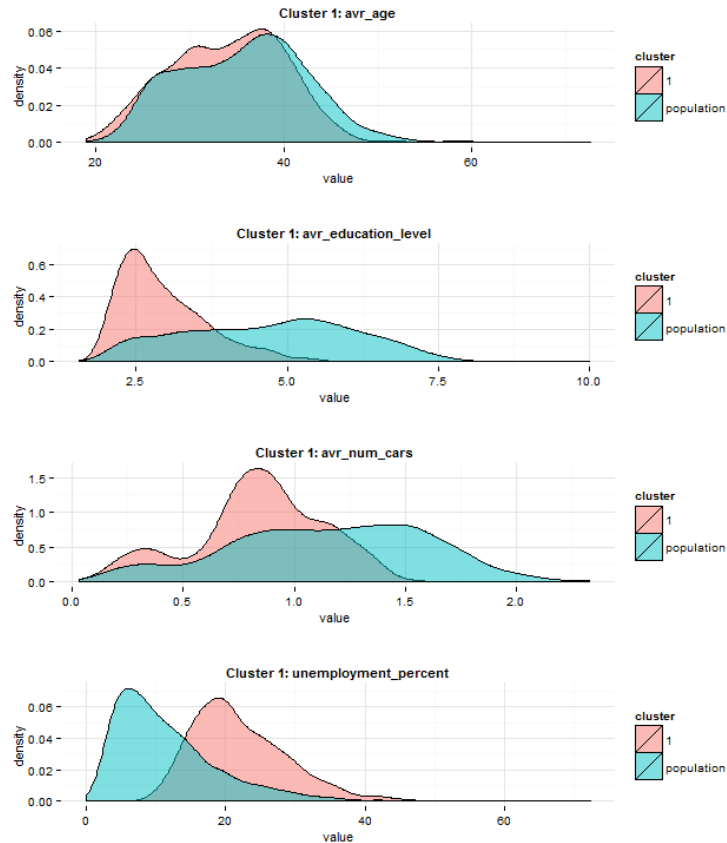 Cluster 1: avr_age
0.06
0.04
0.02
0.00
density
20 40 60
value
cluster
1
population
Cluster 1: avr_education_level
0.6
0.4
0.2
0.0
density
2.5 5.0 7.5 10.0
value
cluster
1
population
Cluster 1: avr_num_cars
1.5
1.0
0.5
0.0
density
0.0 0.5 1.0 1.5 2.0
value
cluster
1
population
Cluster 1: unemployment_percent
0.06
0.04
0.02
0.00
density
0 20 40 60
value
cluster
1
population